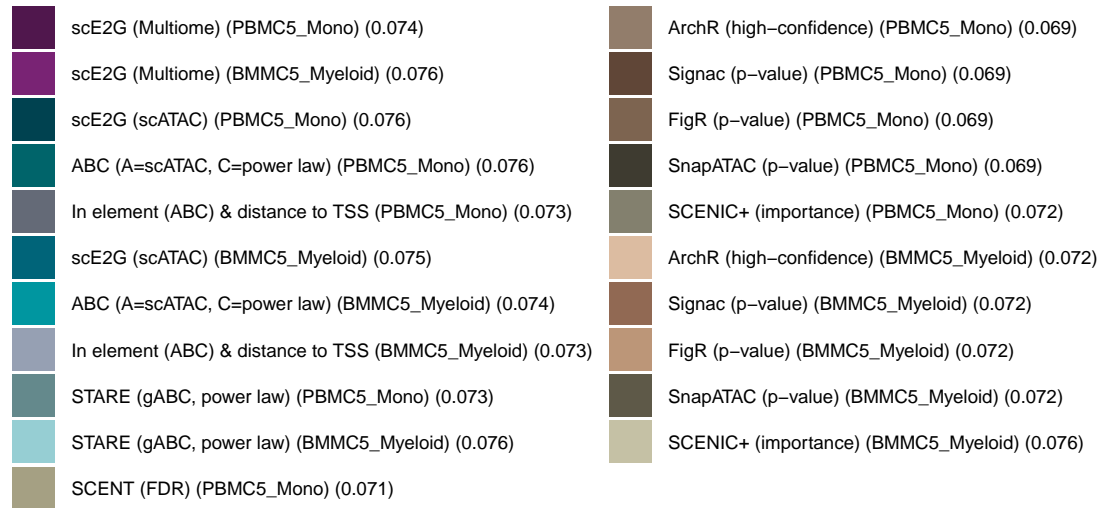 scE2G (Multiome) (PBMC5_Mono) (0.074)
scE2G (Multiome) (BMMC5_Myeloid) (0.076)
scE2G (scATAC) (PBMC5_Mono) (0.076)
ABC (A=scATAC, C=power law) (PBMC5_Mono) (0.076)
In element (ABC) & distance to TSS (PBMC5_Mono) (0.073)
scE2G (scATAC) (BMMC5_Myeloid) (0.075)
ABC (A=scATAC, C=power law) (BMMC5_Myeloid) (0.074)
In element (ABC) & distance to TSS (BMMC5_Myeloid) (0.073)
STARE (gABC, power law) (PBMC5_Mono) (0.073)
STARE (gABC, power law) (BMMC5_Myeloid) (0.076)
SCENT (FDR) (PBMC5_Mono) (0.071)
ArchR (high−confidence) (PBMC5_Mono) (0.069)
Signac (p−value) (PBMC5_Mono) (0.069)
FigR (p−value) (PBMC5_Mono) (0.069)
SnapATAC (p−value) (PBMC5_Mono) (0.069)
SCENIC+ (importance) (PBMC5_Mono) (0.072)
ArchR (high−confidence) (BMMC5_Myeloid) (0.072)
Signac (p−value) (BMMC5_Myeloid) (0.072)
FigR (p−value) (BMMC5_Myeloid) (0.072)
SnapATAC (p−value) (BMMC5_Myeloid) (0.072)
SCENIC+ (importance) (BMMC5_Myeloid) (0.076)